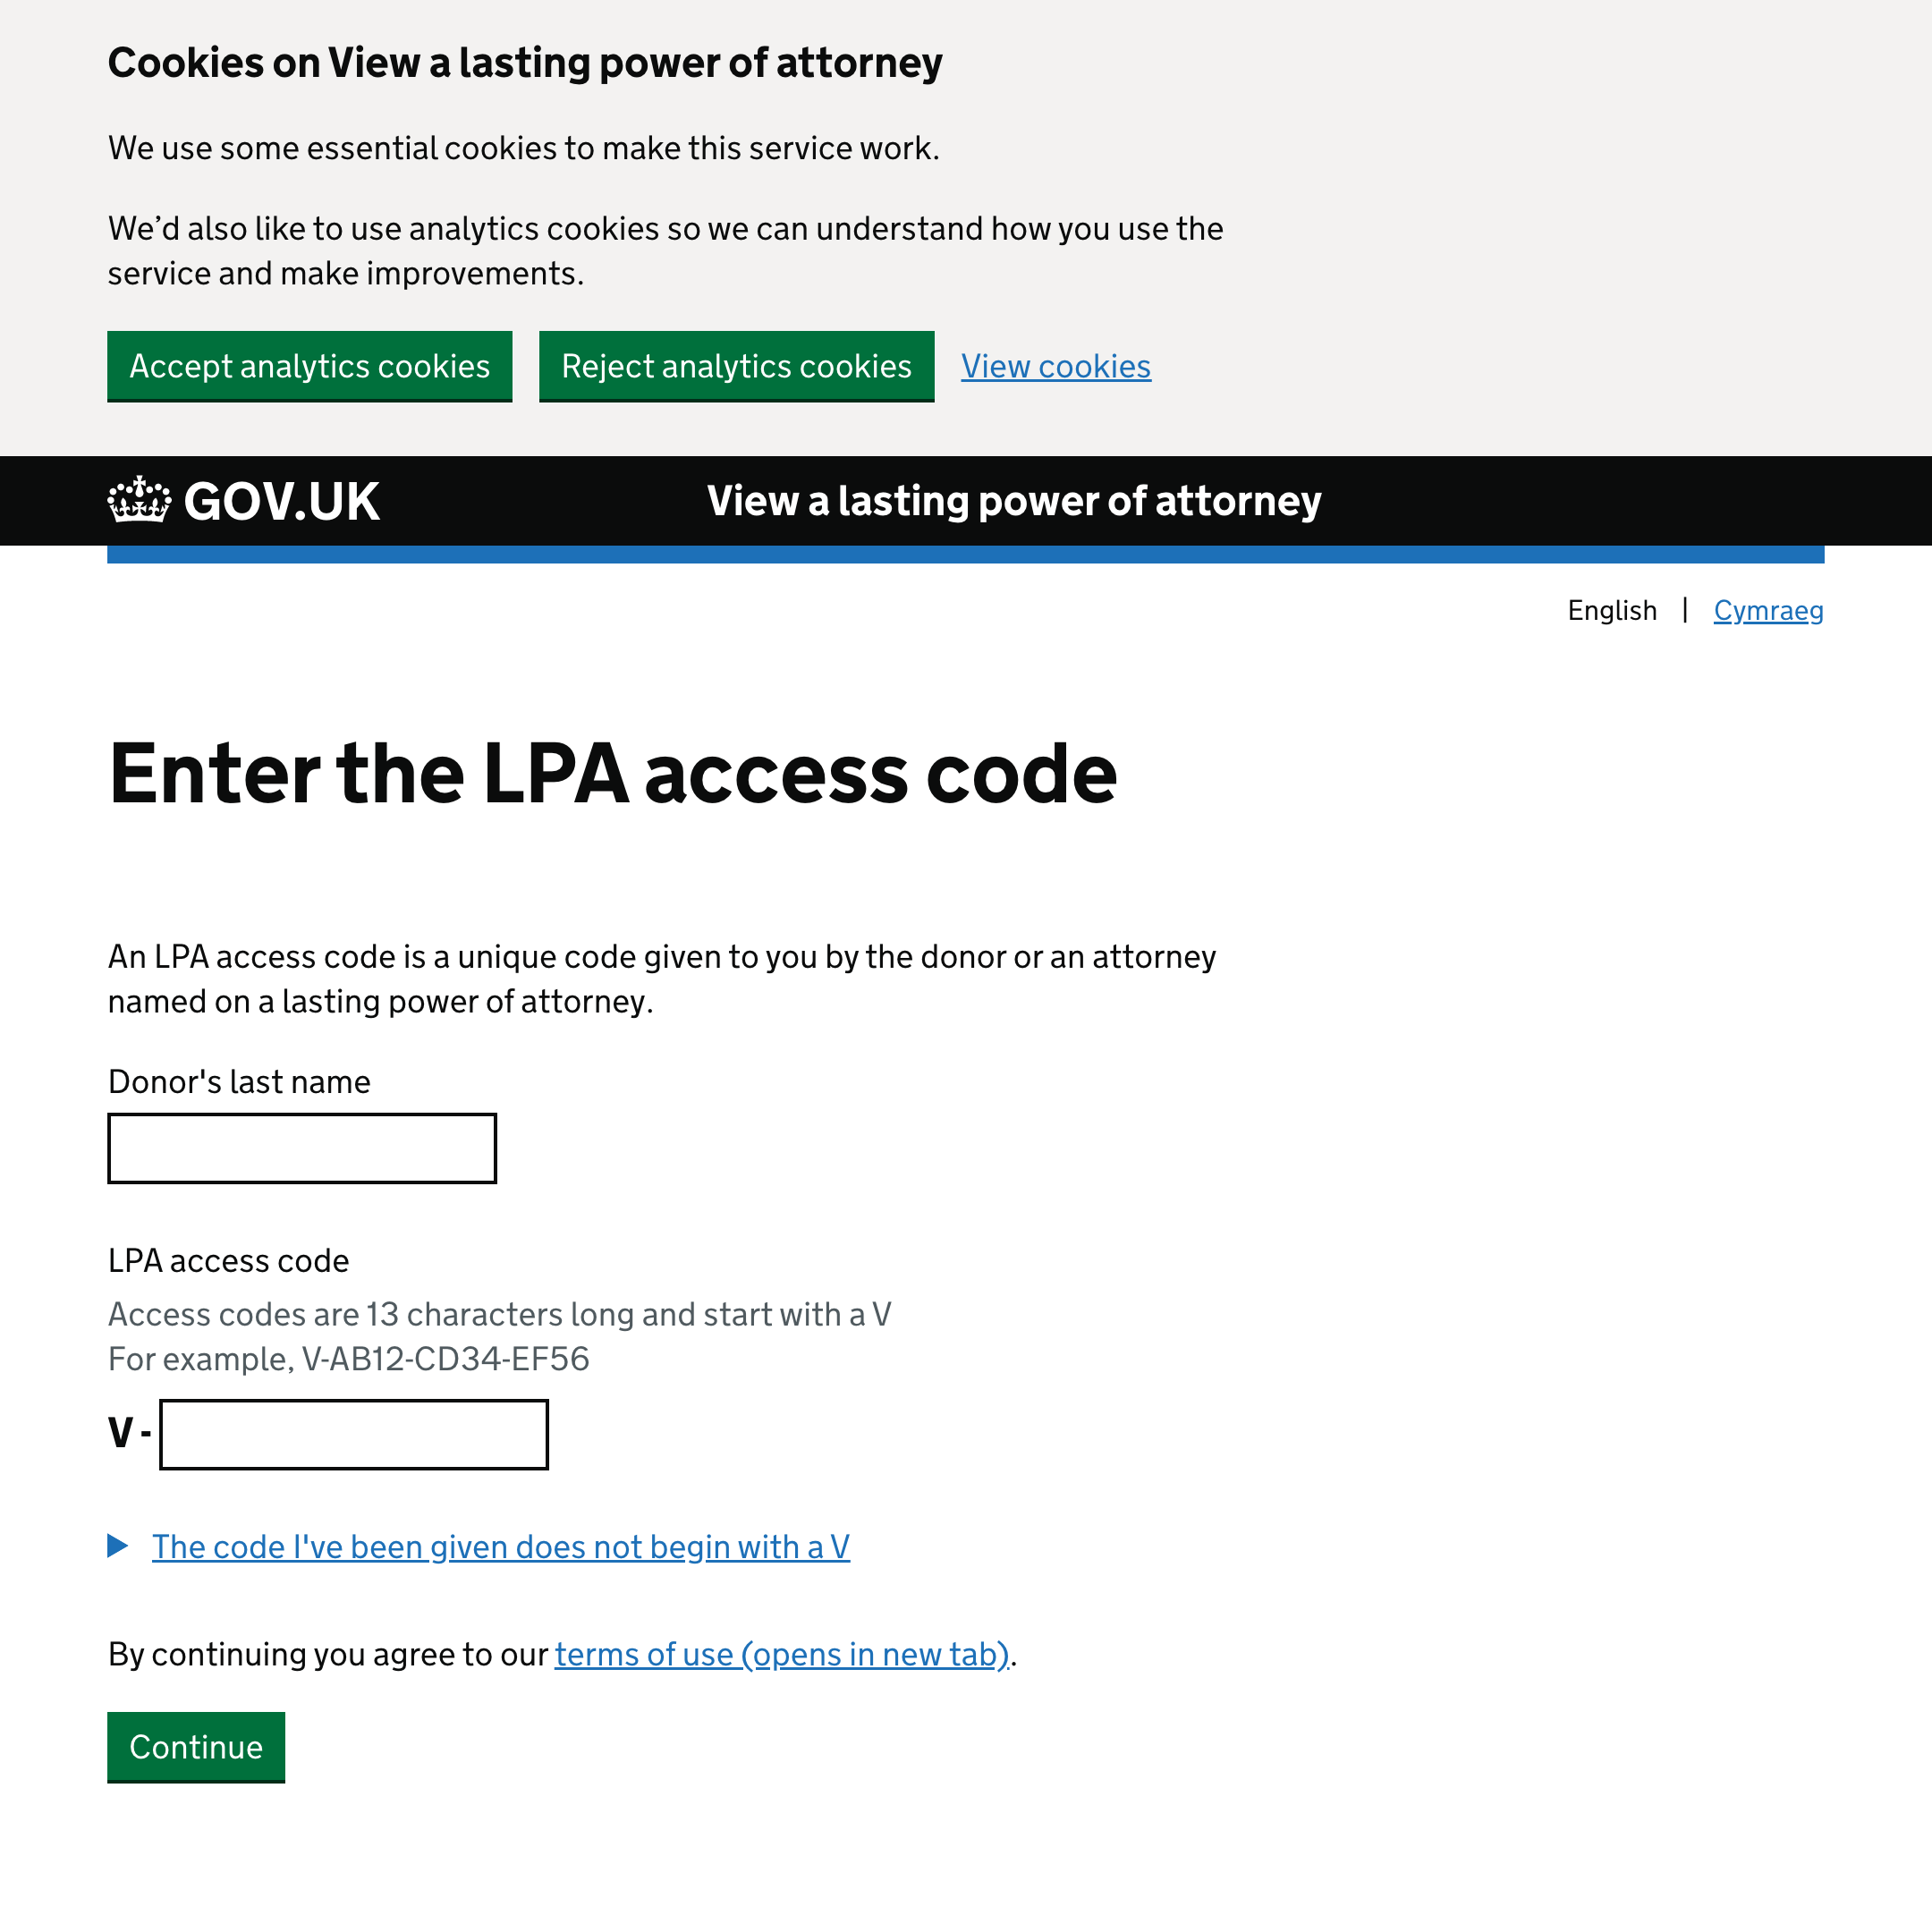 Cookies on View a lasting power of attorney
We use some essential cookies to make this service work.
We’d also like to use analytics cookies so we can understand how you use the
service and make improvements.
Accept analytics cookies
Reject analytics cookies
View cookies
GOV.UK
View a lasting power of attorney
English | Cymraeg
Enter the LPA access code
An LPA access code is a unique code given to you by the donor or an attorney
named on a lasting power of attorney.
Donor's last name
LPA access code
Access codes are 13 characters long and start with a V
For example, V-AB12-CD34-EF56
V -
The code I've been given does not begin with a V
By continuing you agree to our terms of use (opens in new tab).
Continue